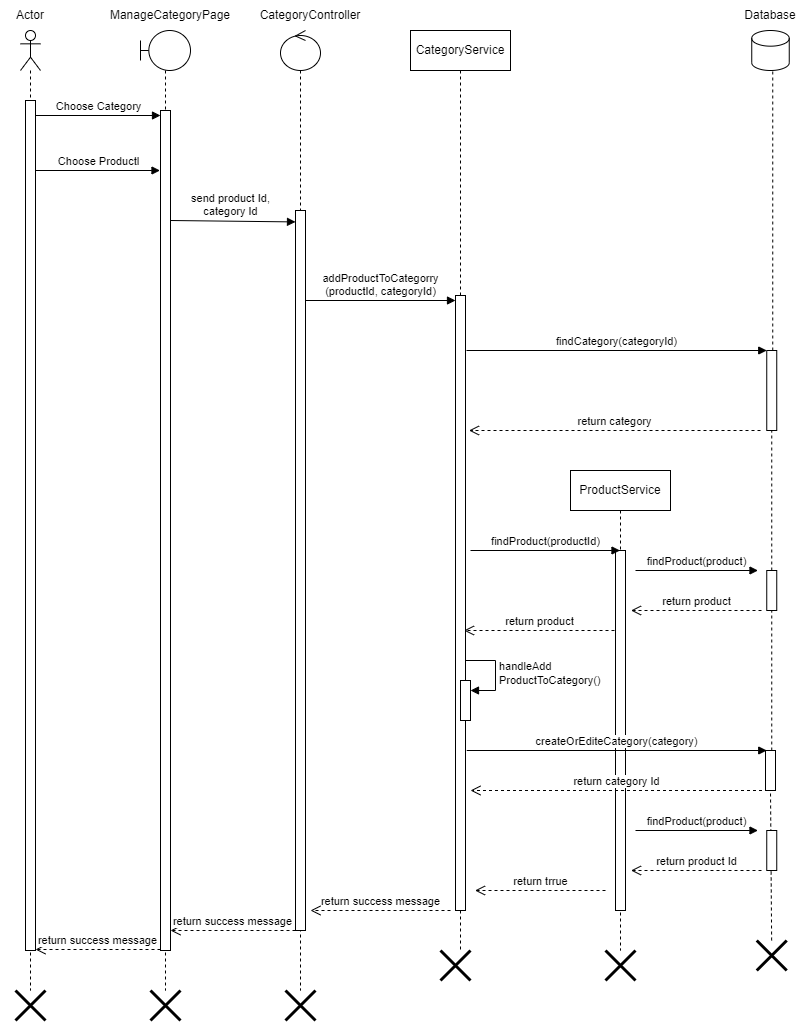 Actor
ManageCategoryPage
CategoryController
CategoryService
Database
Choose Category
Choose ProductI
send product Id,
category Id
addProductToCategorry
(productId, categoryId)
findCategory(categoryId)
return category
ProductService
findProduct(productId)
findProduct(product)
return product
return product
handleAdd
ProductToCategory()
createOrEditeCategory(category)
return category Id
findProduct(product)
return product Id
return trrue
return success message
return success message
return success message